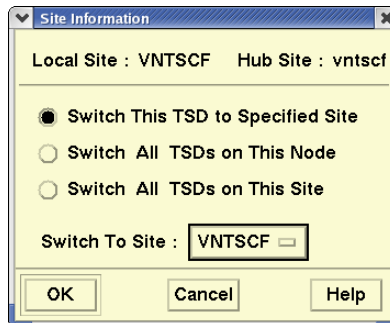 Site Information
Local Site : VNTSCF Hub Site : vntscf
Switch This TSD to Specified Site
Switch All TSDs on This Node
Switch All TSDs on This Site
Switch To Site : VNTSCF
OK Cancel Help